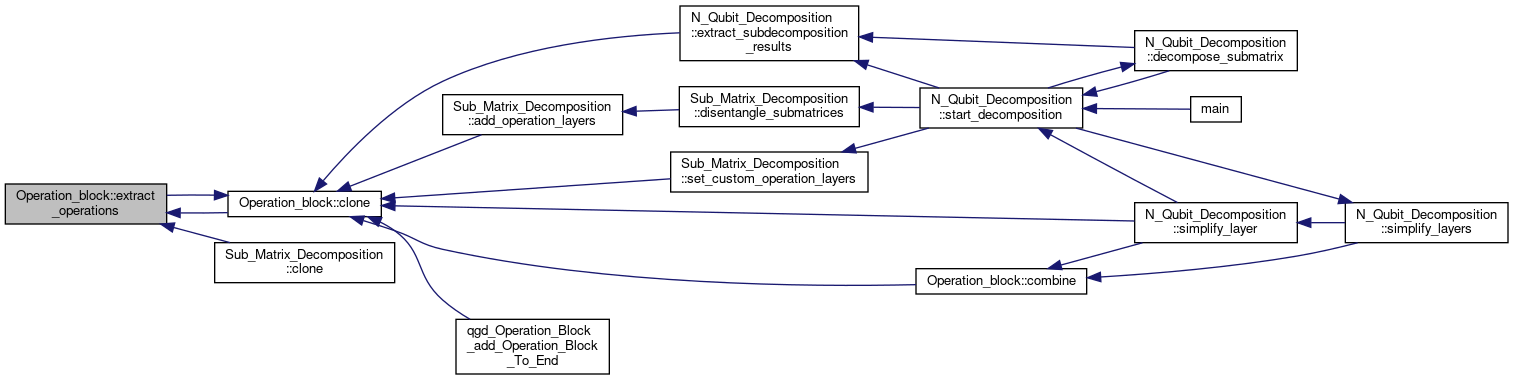 Operation_block::extract
_operations
Operation_block::clone
Sub_Matrix_Decomposition
::clone
Sub_Matrix_Decomposition
::add_operation_layers
qgd_Operation_Block
_add_Operation_Block
_To_End
N_Qubit_Decomposition
::extract_subdecomposition
_results
Sub_Matrix_Decomposition
::disentangle_submatrices
Sub_Matrix_Decomposition
::set_custom_operation_layers
N_Qubit_Decomposition
::start_decomposition
Operation_block::combine
N_Qubit_Decomposition
::decompose_submatrix
main
N_Qubit_Decomposition
::simplify_layer
N_Qubit_Decomposition
::simplify_layers